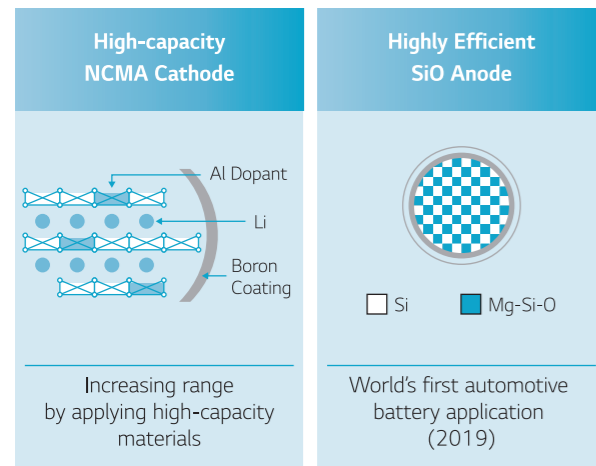 High-capacity
NCMA Cathode
Al Dopant
Li
Boron
Coating
Increasing range
by applying high-capacity
materials
Highly Efficient
SiO Anode
Si
Mg-Si-O
World's first automotive
battery application
(2019)